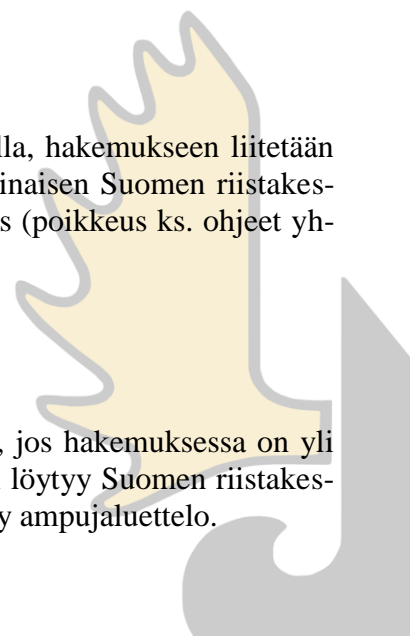 lla, hakemukseen liitetään
inaisen Suomen riistakes-
s (poikkeus ks. ohjeet yh-
, jos hakemuksessa on yli
löytyy Suomen riistakes-
y ampujaluettelo.